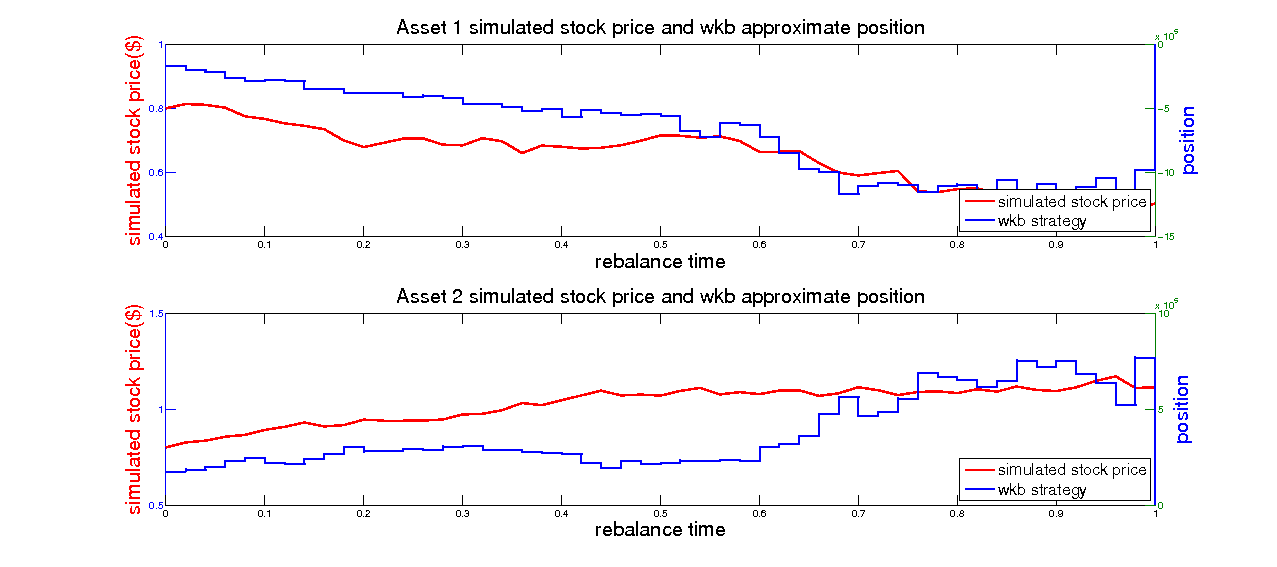 Asset 1 simulated stock price and wkb approximate position
simulated stock price($)
1
0.8
0.6
0.4
0
0.1
0.2
0.3
0.4
0.5
0.6
0.7
0.8
0.9
1
rebalance time
x 10
0
-5
-10
-15
position
simulated stock price
wkb strategy
Asset 2 simulated stock price and wkb approximate position
simulated stock price($)
1.5
1
0.5
0
0.1
0.2
0.3
0.4
0.5
0.6
0.7
0.8
0.9
1
rebalance time
x 10
10
5
0
position
simulated stock price
wkb strategy